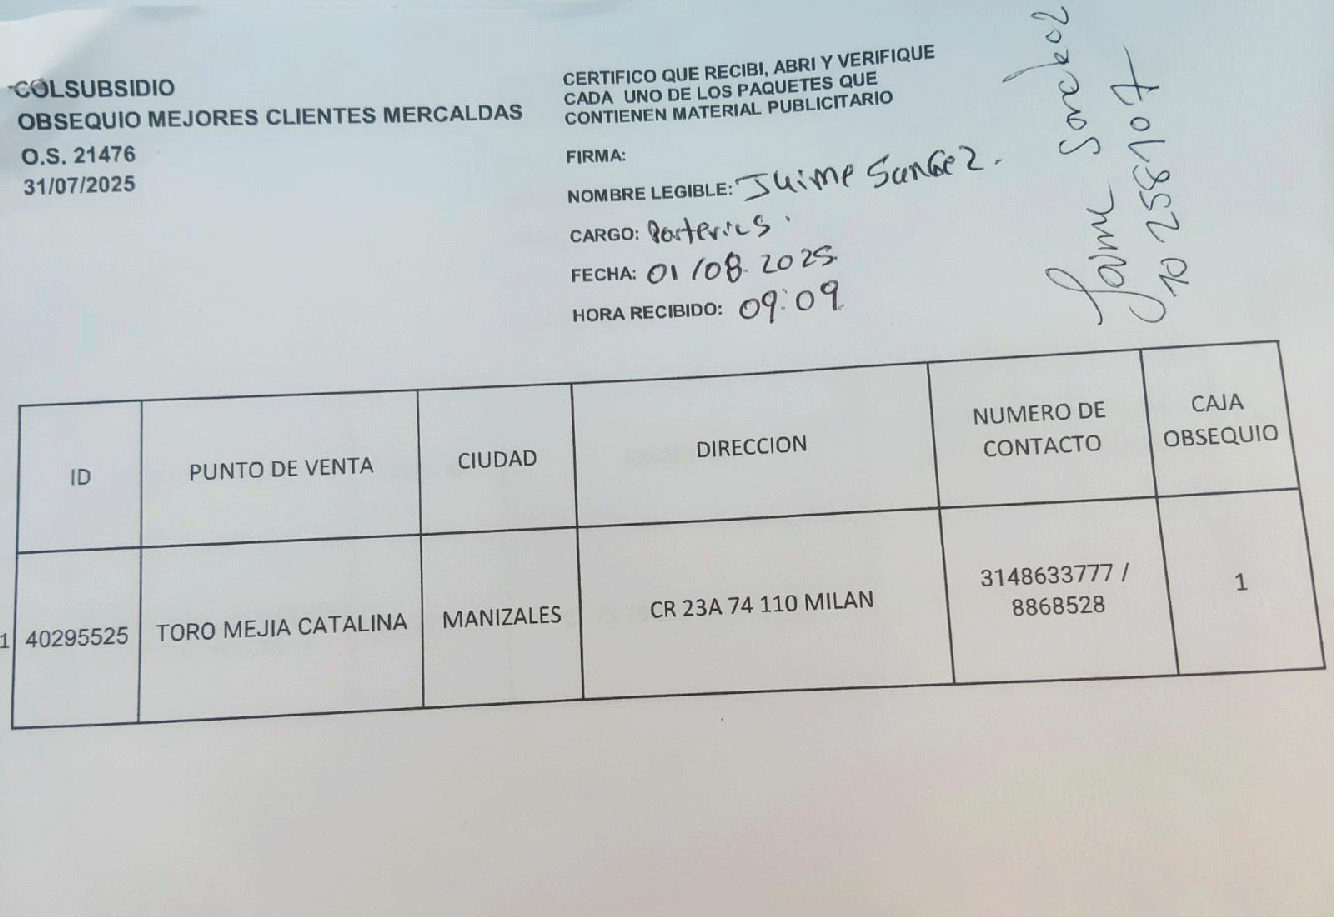 COLSUBSIDIO
OBSEQUIO MEJORES CLIENTES MERCALDAS
O.S. 21476
31/07/2025
CERTIFICO QUE RECIBI, ABRI Y VERIFIQUE
CADA UNO DE LOS PAQUETES QUE
CONTIENEN MATERIAL PUBLICITARIO
FIRMA:
NOMBRE LEGIBLE: Jaime Sanchez.
CARGO: Porterias
FECHA: 01/08.2025.
HORA RECIBIDO: 09:09
Jaime
10258107
ID
PUNTO DE VENTA
CIUDAD
DIRECCION
NUMERO DE
CONTACTO
CAJA
OBSEQUIO
1
40295525
TORO MEJIA CATALINA
MANIZALES
CR 23A 74 110 MILAN
3148633777 /
8868528
1